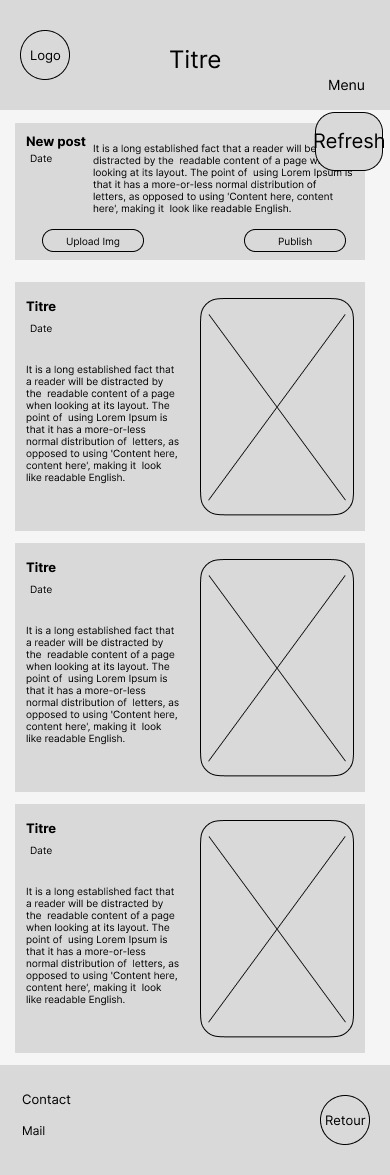 Logo
Titre
Menu
Refresh
New post
Date
It is a long established fact that a reader will be
distracted by the readable content of a page when
looking at its layout. The point of using Lorem Ipsum is
that it has a more-or-less normal distribution of
letters, as opposed to using 'Content here, content
here', making it look like readable English.
Upload Img
Publish
Titre
Date
It is a long established fact that
a reader will be distracted by
the readable content of a page
when looking at its layout. The
point of using Lorem Ipsum is
that it has a more-or-less
normal distribution of letters, as
opposed to using 'Content here,
content here', making it look
like readable English.
Titre
Date
It is a long established fact that
a reader will be distracted by
the readable content of a page
when looking at its layout. The
point of using Lorem Ipsum is
that it has a more-or-less
normal distribution of letters, as
opposed to using 'Content here,
content here', making it look
like readable English.
Titre
Date
It is a long established fact that
a reader will be distracted by
the readable content of a page
when looking at its layout. The
point of using Lorem Ipsum is
that it has a more-or-less
normal distribution of letters, as
opposed to using 'Content here,
content here', making it look
like readable English.
Contact
Mail
Retour